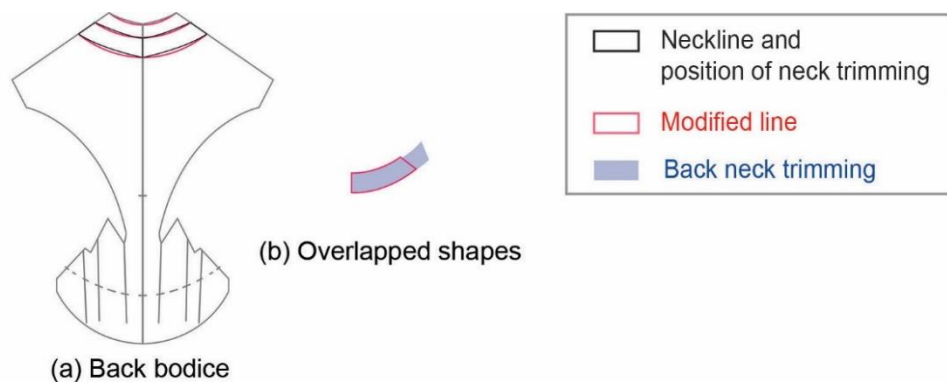 Neckline and
position of neck trimming
Modified line
Back neck trimming
(b) Overlapped shapes
(a) Back bodice